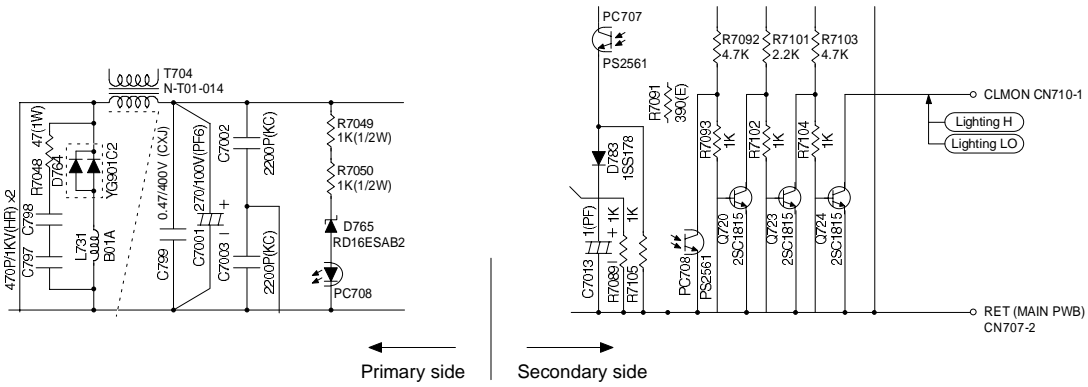 T704
N-T01-014
470P/1KV(HR) x2
C797
C798
R7048
47(1W)
D764
YG901C2
L731
B01A
C799
0.47/400V (CXJ)
C7001
270/100V(PF6)
+
C7002
2200P(KC)
C7003
2200P(KC)
R7049
1K(1/2W)
R7050
1K(1/2W)
D765
RD16ESAB2
PC708
PC707
PS2561
R7091
390(E)
D783
1SS178
C7013
1(PF)
+
R7089
1K
R7105
1K
PC708
PS2561
R7092
4.7K
R7101
2.2K
R7103
4.7K
R7093
1K
R7102
1K
R7104
1K
Q720
2SC1815
Q723
2SC1815
Q724
2SC1815
CLMON CN710-1
Lighting H
Lighting LO
RET (MAIN PWB)
CN707-2
Primary side
Secondary side